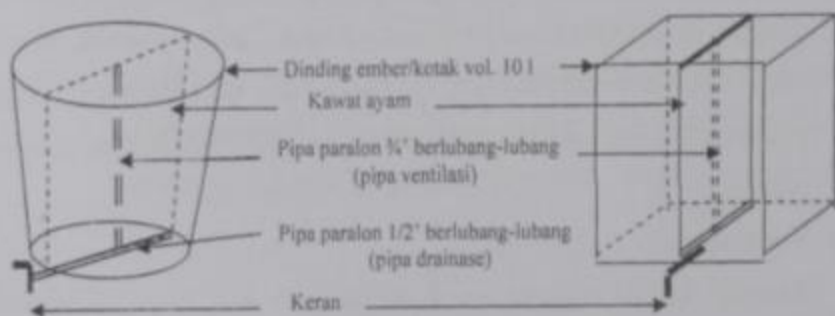 Dinding ember/kotak vol. 10 l
Kawat ayam
Pipa paralon ¾' berlubang-lubang
(pipa ventilasi)
Pipa paralon 1/2' berlubang-lubang
(pipa drainase)
Keran